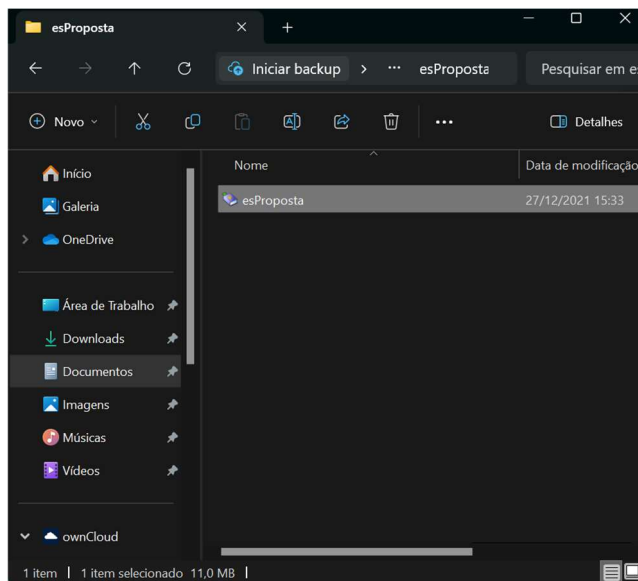 esProposta
Iniciar backup > ... esProposta Pesquisar em es
Novo Detalhes
Nome Data de modificação
esProposta 27/12/2021 15:33
Início
Galeria
OneDrive
Área de Trabalho
Downloads
Documentos
Imagens
Músicas
Vídeos
ownCloud
1 item | 1 item selecionado 11,0 MB |